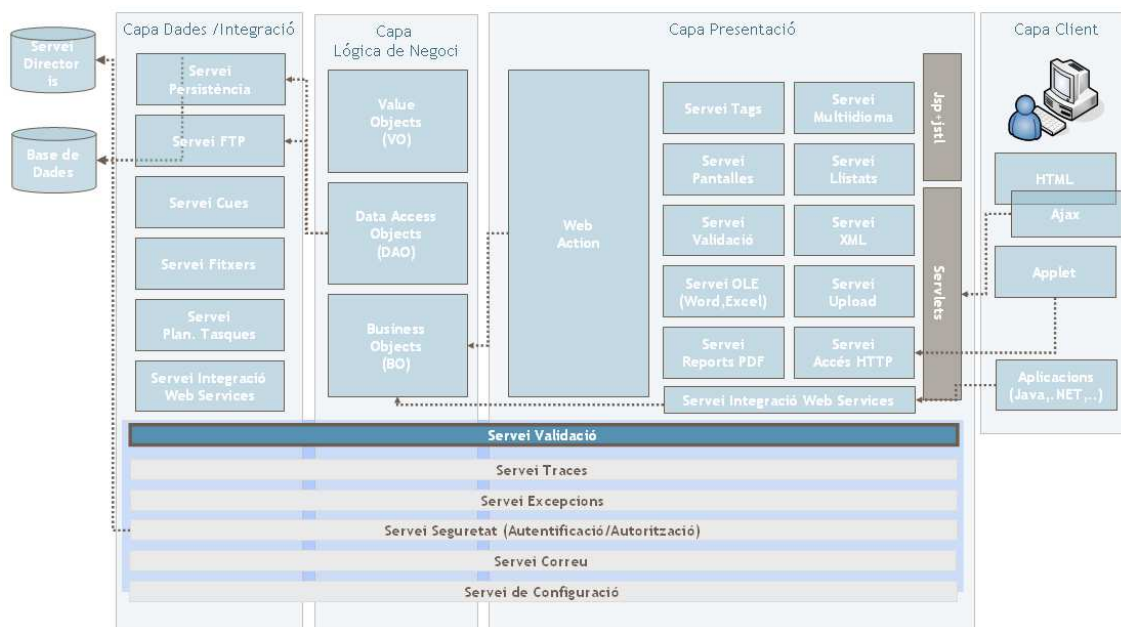 Servei
Director
is
Base de
Dades
Capa Dades /Integració
Servei
Persistència
Servei FTP
Servei Cues
Servei Fitxers
Servei
Plan. Tasques
Servei Integració
Web Services
Capa
Lógica de Negoci
Value
Objects
(VO)
Data Access
Objects
(DAO)
Business
Objects
(BO)
Capa Presentació
Web
Action
Servei Tags
Servei
Multiidioma
Servei
Pantalles
Servei
Llistats
Servei
Validació
Servei
XML
Servei OLE
(Word,Excel)
Servei
Upload
Servei
Reports PDF
Servei
Accés HTTP
Servei Integració Web Services
Jsp+jstl
Servlets
Capa Client
HTML
Ajax
Applet
Aplicacions
(Java,.NET,..)
Servei Validació
Servei Traces
Servei Excepcions
Servei Seguretat (Autentificació/Autorització)
Servei Correu
Servei de Configuració